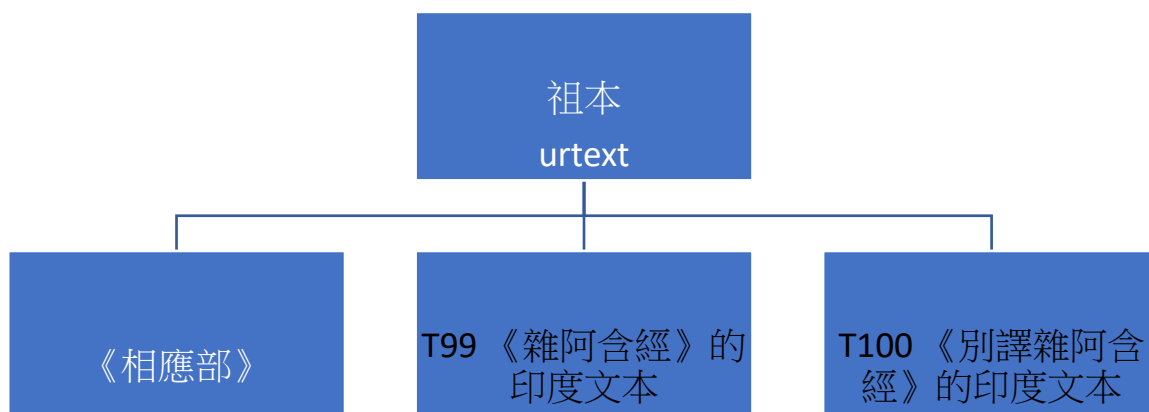 祖本
urtext
《相應部》
T99 《雜阿含經》的
印度文本
T100 《別譯雜阿含
經》的印度文本